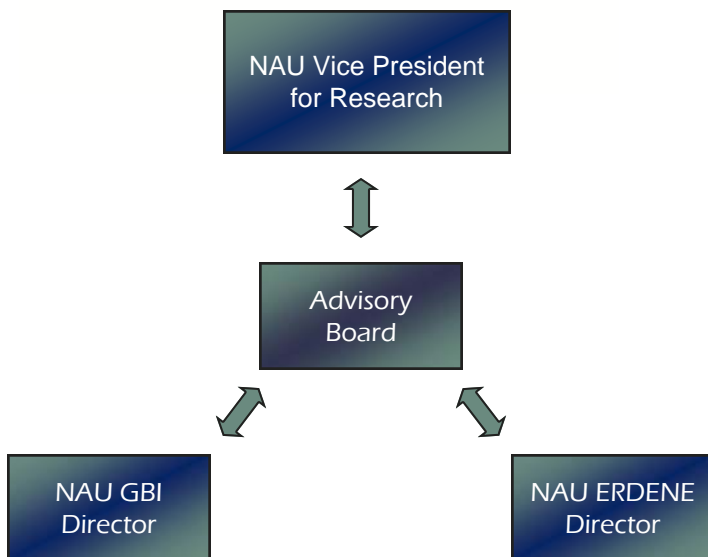 NAU Vice President
for Research
Advisory
Board
NAU GBI
Director
NAU ERDENE
Director